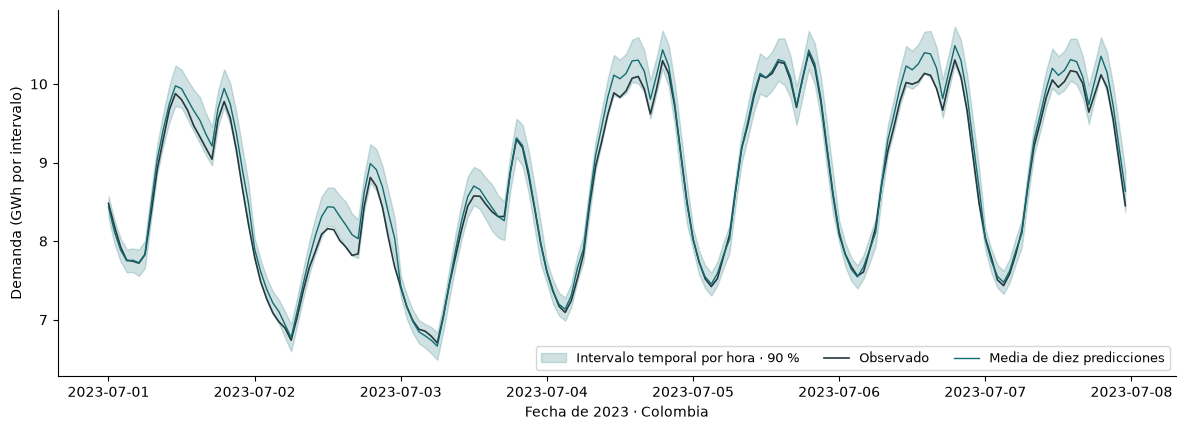 Demanda (GWh por intervalo)
10
9
8
7
Intervalo temporal por hora · 90 %
Observado
Media de diez predicciones
2023-07-01
2023-07-02
2023-07-03
2023-07-04
2023-07-05
2023-07-06
2023-07-07
2023-07-08
Fecha de 2023 · Colombia